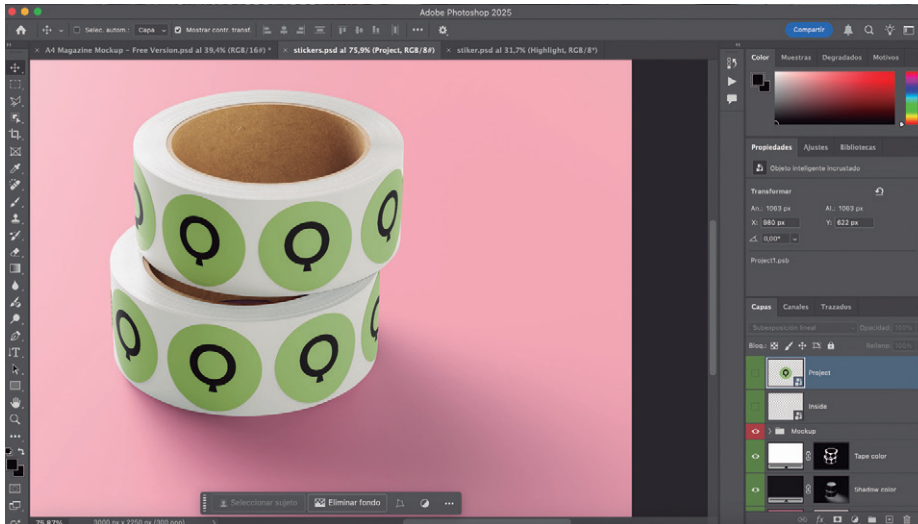 Adobe Photoshop 2025
Selec. autom.: Capa Mostrar contr. transf. Compartir
× A4 Magazine Mockup – Free Version.psd al 39,4% (RGB/16#) * × stickers.psd al 75,9% (Project, RGB/8#) × stiker.psd al 31,7% (Highlight, RGB/8*)
Color Muestras Degradados Motivos
Propiedades Ajustes Bibliotecas
Objeto inteligente incrustado
Transformar
An.: 1063 px Al.: 1063 px
X: 980 px Y: 622 px
0,00°
Project1.psb
Capas Canales Trazados
Superposición lineal Opacidad: 100%
Bloq.: Relleno: 100%
Project
Inside
Mockup
Tape color
Shadow color
Seleccionar sujeto Eliminar fondo
75,87% 3000 px x 2250 px (300 ppp)